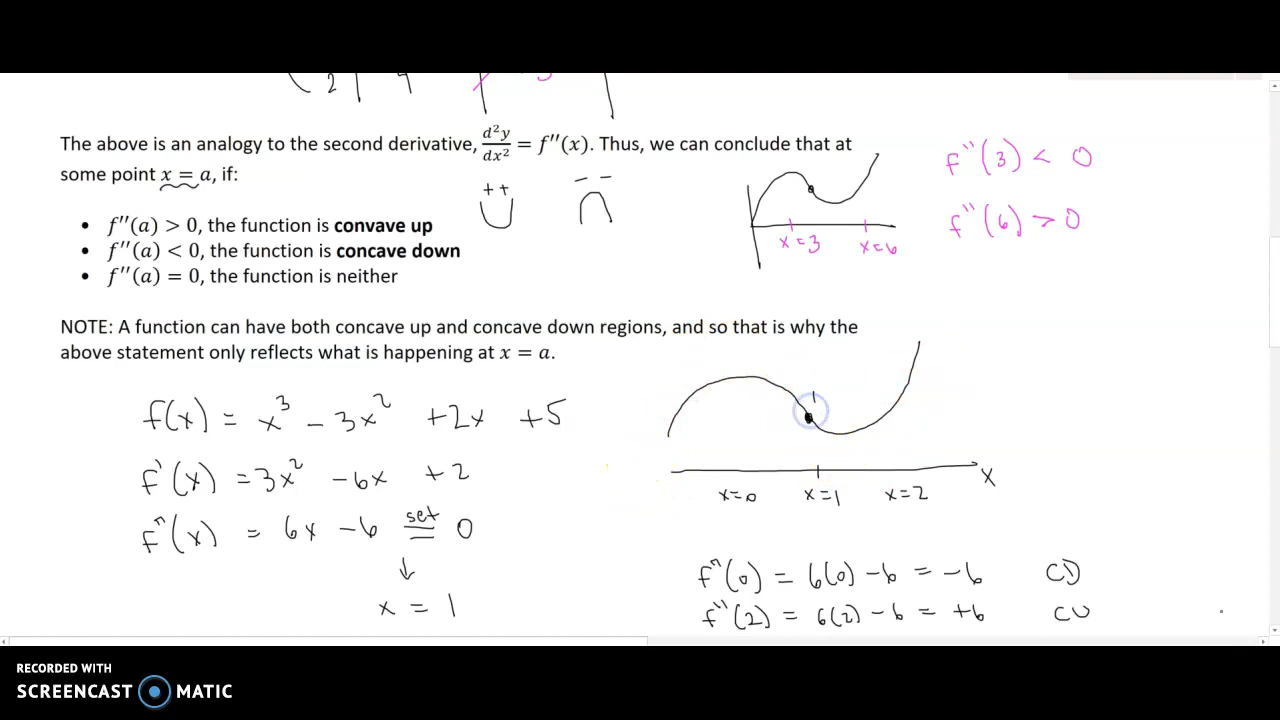 The above is an analogy to the second derivative, d²y/dx² = f''(x). Thus, we can conclude that at
some point x = a, if:
++ − −
• f''(a) > 0, the function is convave up
• f''(a) < 0, the function is concave down
• f''(a) = 0, the function is neither
x=3 x=6
f''(3) < 0
f''(6) > 0
NOTE: A function can have both concave up and concave down regions, and so that is why the
above statement only reflects what is happening at x = a.
f(x) = x³ − 3x² + 2x + 5
f'(x) = 3x² − 6x + 2
f''(x) = 6x − 6 set = 0
↓
x = 1
x=0 x=1 x=2 x
f''(0) = 6(0) − 6 = −6 CD
f''(2) = 6(2) − 6 = +6 CU
RECORDED WITH
SCREENCAST MATIC